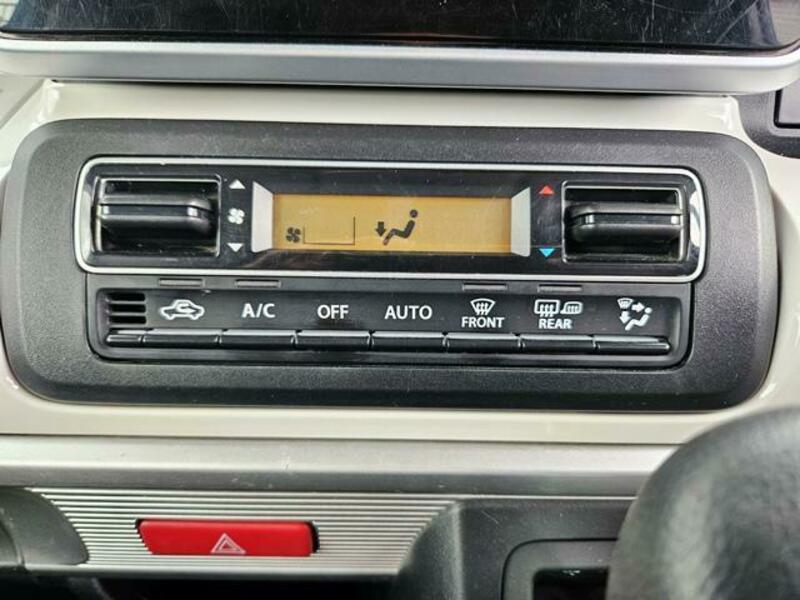 A/C OFF AUTO FRONT REAR